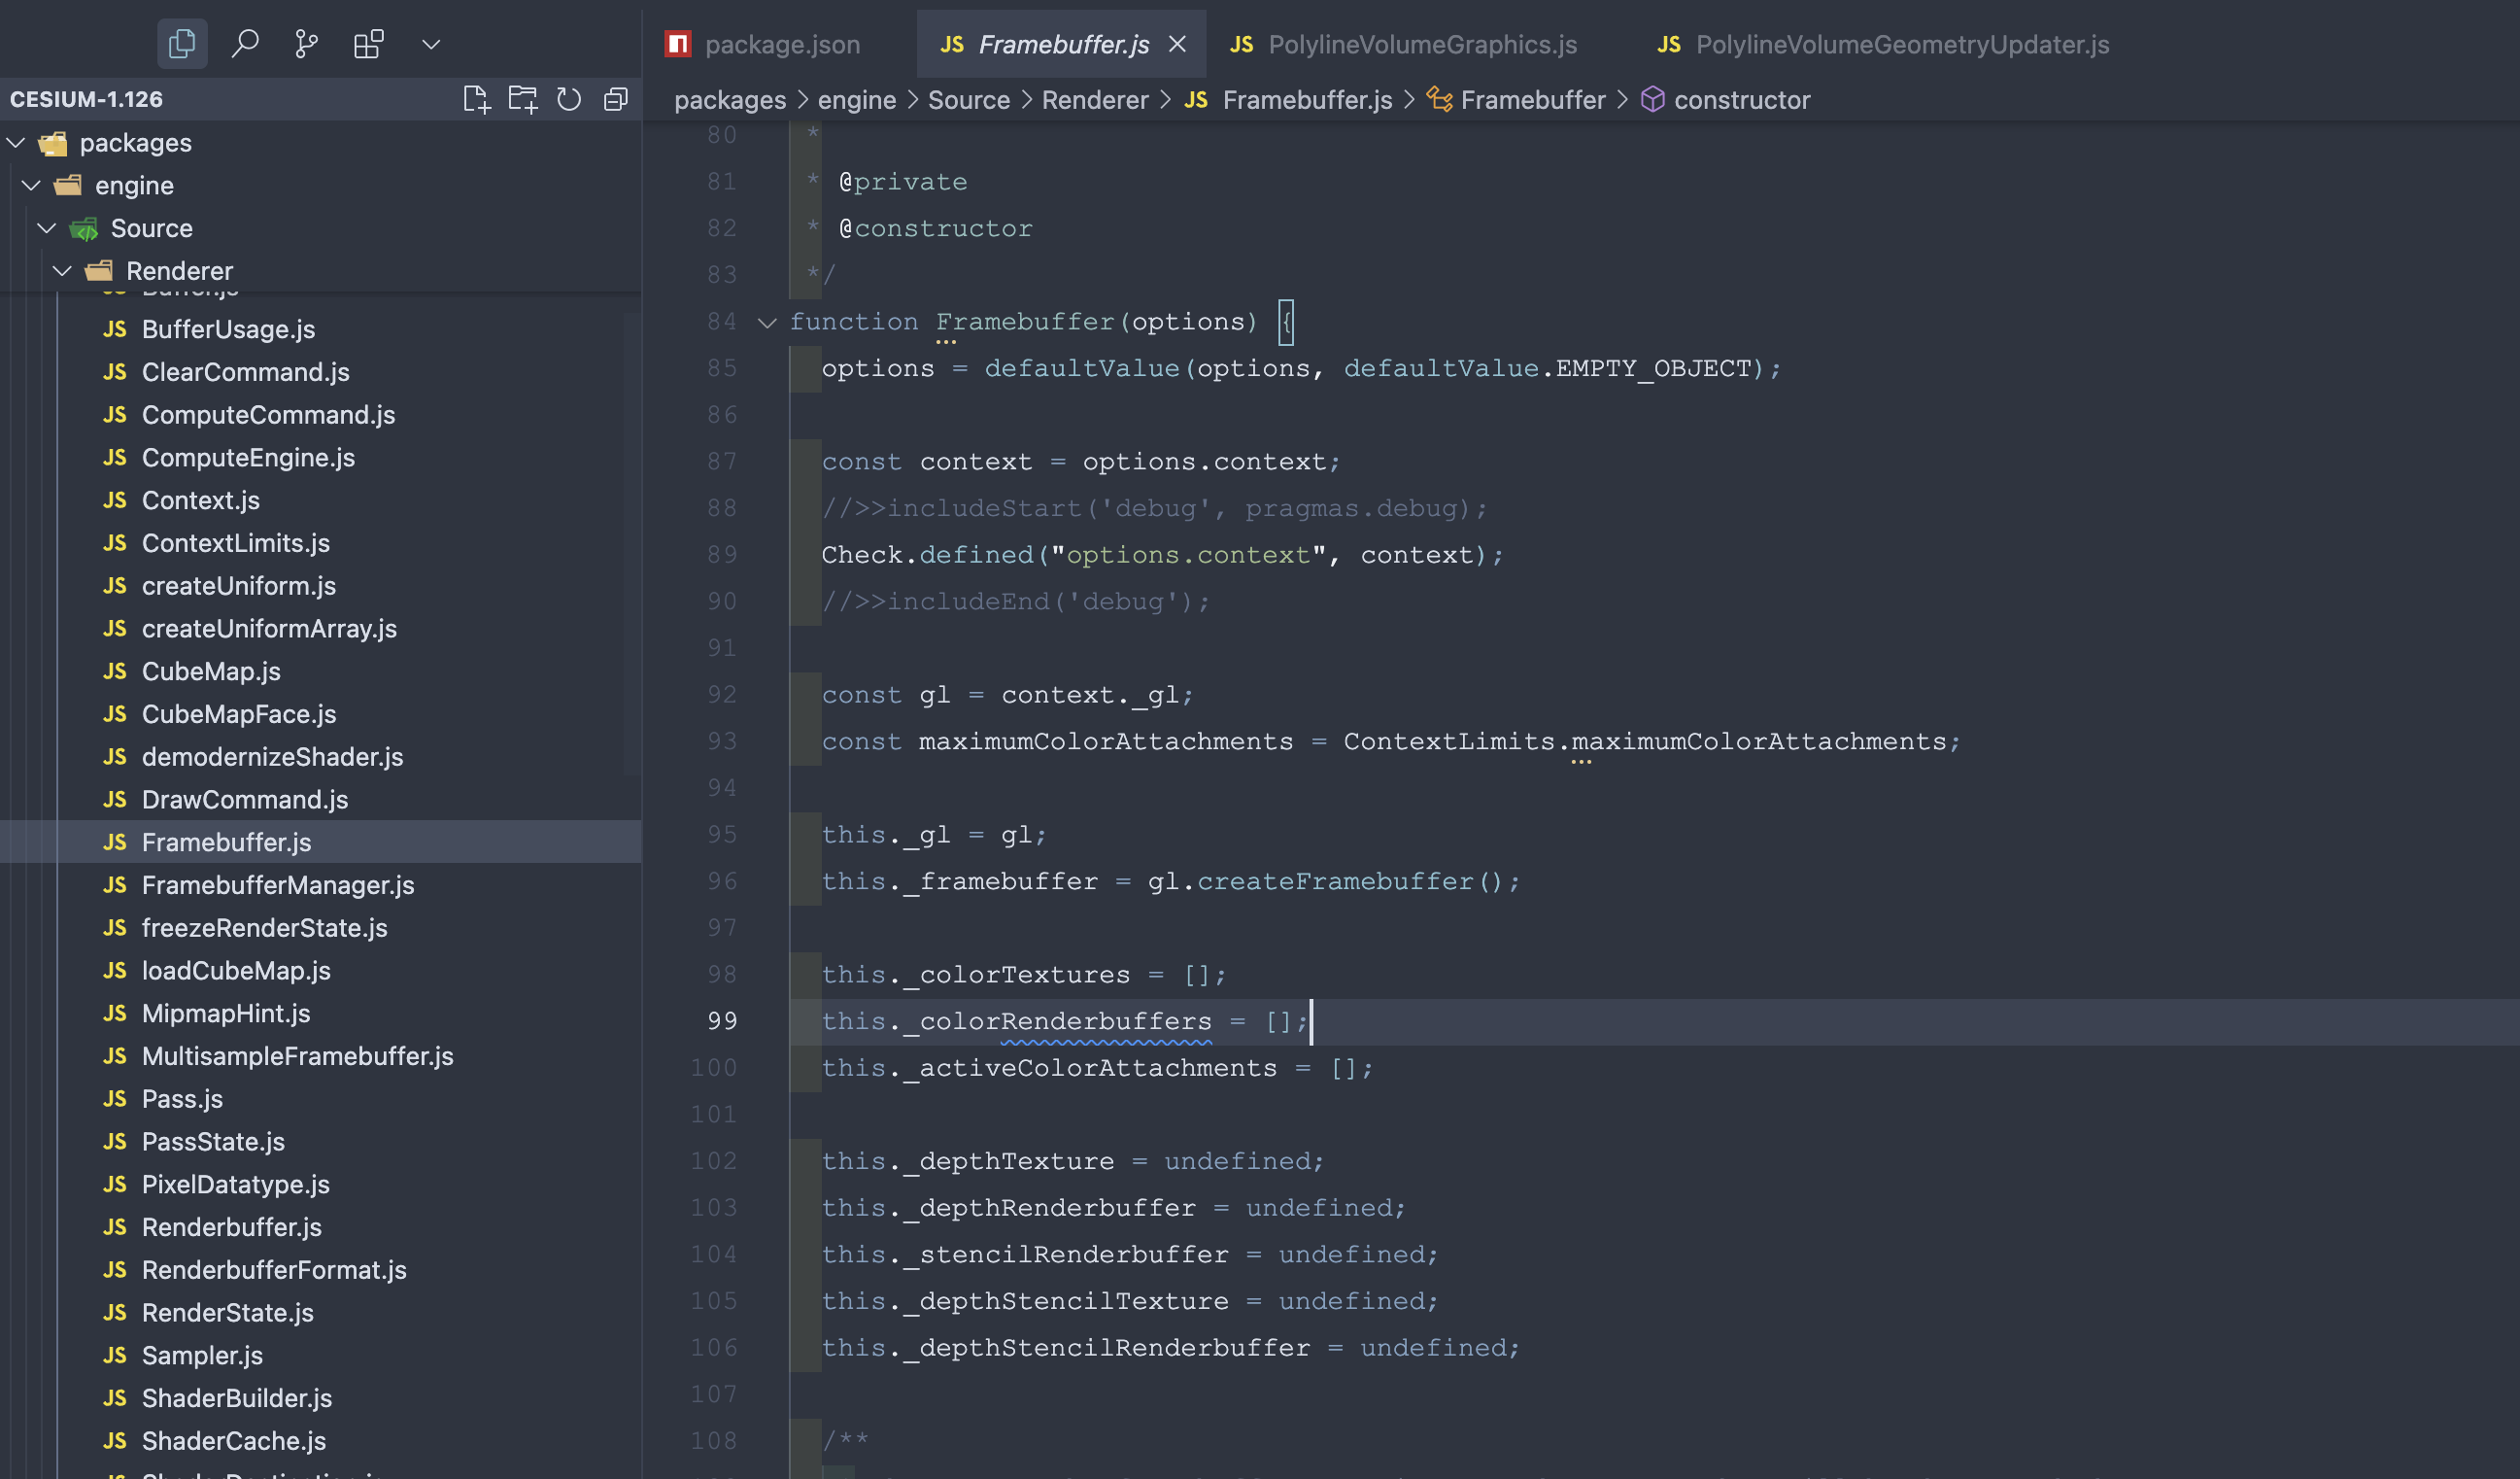 package.json
JS Framebuffer.js
JS PolylineVolumeGraphics.js
JS PolylineVolumeGeometryUpdater.js
CESIUM-1.126
packages > engine > Source > Renderer > JS Framebuffer.js > Framebuffer > constructor
packages
engine
Source
Renderer
Buffer.js
JS BufferUsage.js
JS ClearCommand.js
JS ComputeCommand.js
JS ComputeEngine.js
JS Context.js
JS ContextLimits.js
JS createUniform.js
JS createUniformArray.js
JS CubeMap.js
JS CubeMapFace.js
JS demodernizeShader.js
JS DrawCommand.js
JS Framebuffer.js
JS FramebufferManager.js
JS freezeRenderState.js
JS loadCubeMap.js
JS MipmapHint.js
JS MultisampleFramebuffer.js
JS Pass.js
JS PassState.js
JS PixelDatatype.js
JS Renderbuffer.js
JS RenderbufferFormat.js
JS RenderState.js
JS Sampler.js
JS ShaderBuilder.js
JS ShaderCache.js
80 *
81 * @private
82 * @constructor
83 */
84 function Framebuffer(options) {
85 options = defaultValue(options, defaultValue.EMPTY_OBJECT);
86
87 const context = options.context;
88 //>>includeStart('debug', pragmas.debug);
89 Check.defined("options.context", context);
90 //>>includeEnd('debug');
91
92 const gl = context._gl;
93 const maximumColorAttachments = ContextLimits.maximumColorAttachments;
94
95 this._gl = gl;
96 this._framebuffer = gl.createFramebuffer();
97
98 this._colorTextures = [];
99 this._colorRenderbuffers = [];
100 this._activeColorAttachments = [];
101
102 this._depthTexture = undefined;
103 this._depthRenderbuffer = undefined;
104 this._stencilRenderbuffer = undefined;
105 this._depthStencilTexture = undefined;
106 this._depthStencilRenderbuffer = undefined;
107
108 /**